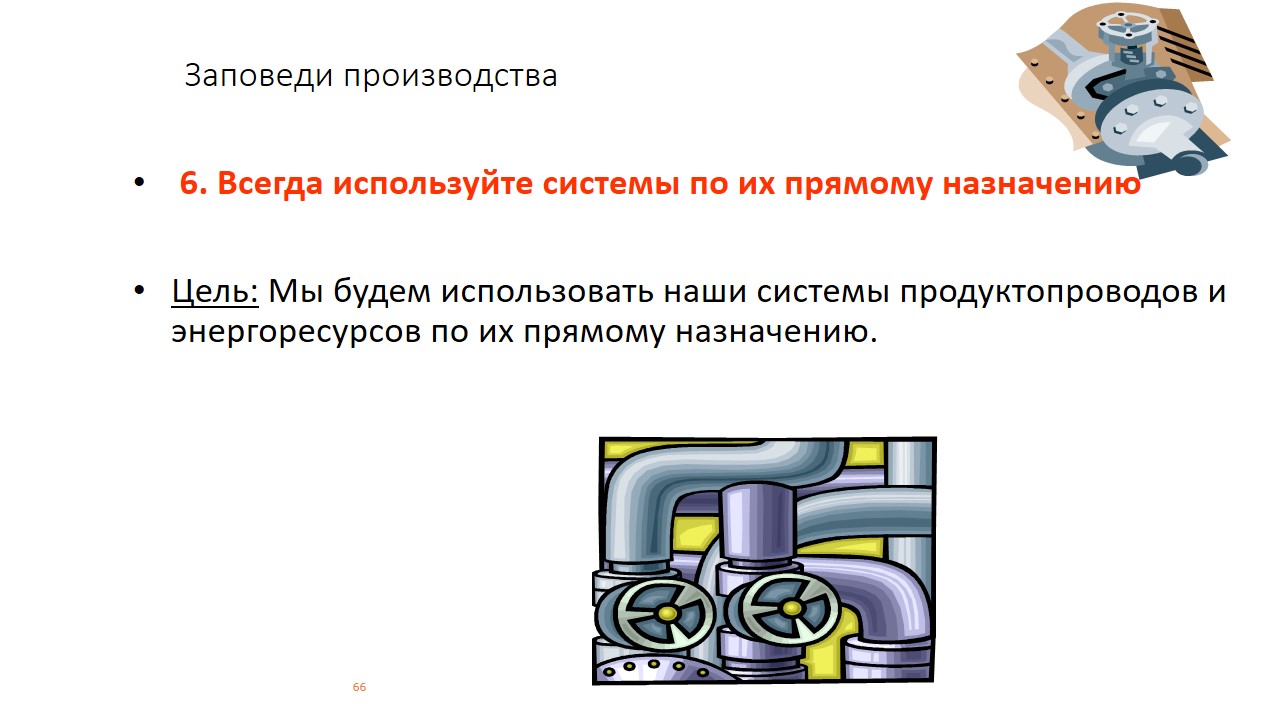 Заповеди производства
• 6. Всегда используйте системы по их прямому назначению
• Цель: Мы будем использовать наши системы продуктопроводов и
энергоресурсов по их прямому назначению.
66